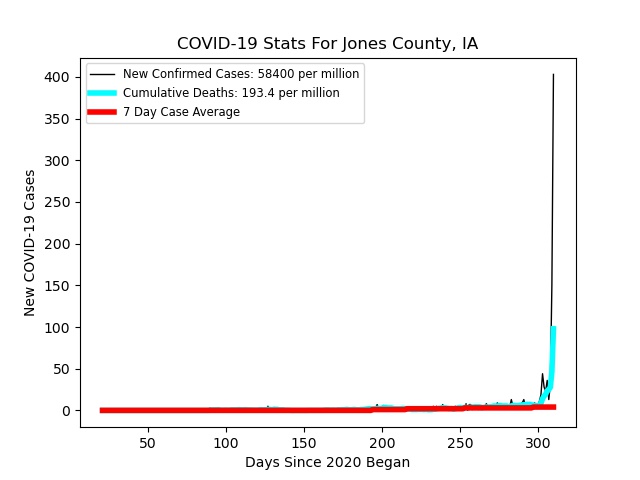 COVID-19 Stats For Jones County, IA
New Confirmed Cases: 58400 per million
Cumulative Deaths: 193.4 per million
7 Day Case Average
New COVID-19 Cases
400
350
300
250
200
150
100
50
0
50 100 150 200 250 300
Days Since 2020 Began